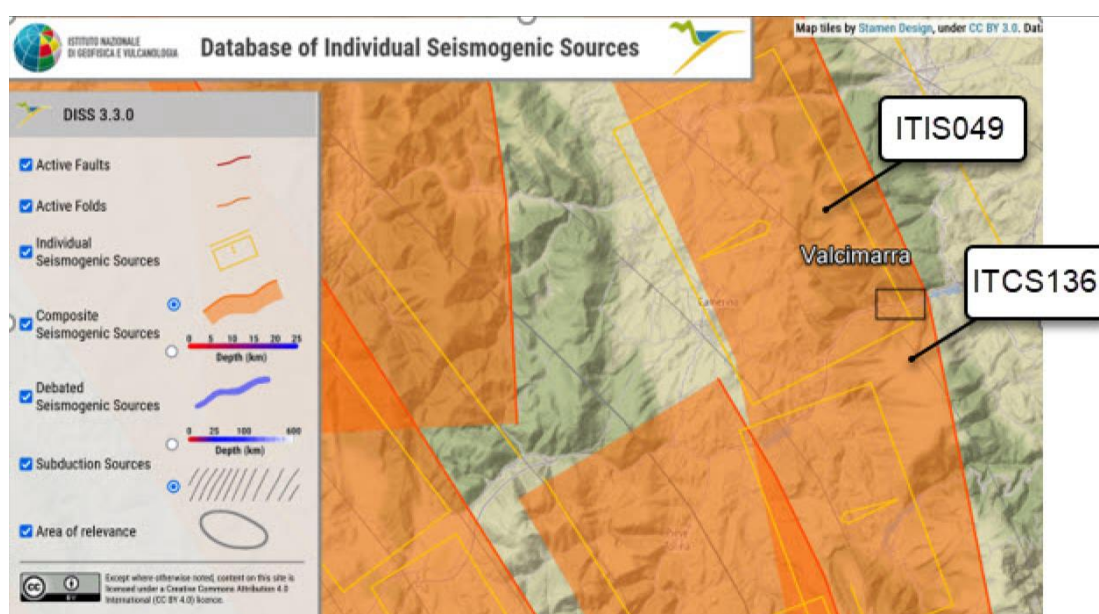 ISTITUTO NAZIONALE
DI GEOFISICA E VULCANOLOGIA
Database of Individual Seismogenic Sources
Map tiles by Stamen Design, under CC BY 3.0. Dat
DISS 3.3.0
Active Faults
Active Folds
Individual
Seismogenic Sources
Composite
Seismogenic Sources
0 5 10 15 20 25
Depth (km)
Debated
Seismogenic Sources
0 25 100 600
Depth (km)
Subduction Sources
Area of relevance
cc
BY
Except where otherwise noted, content on this site is
licensed under a Creative Commons Attribution 4.0
International (CC BY 4.0) licence.
ITIS049
Valcimarra
ITCS136
Camerino